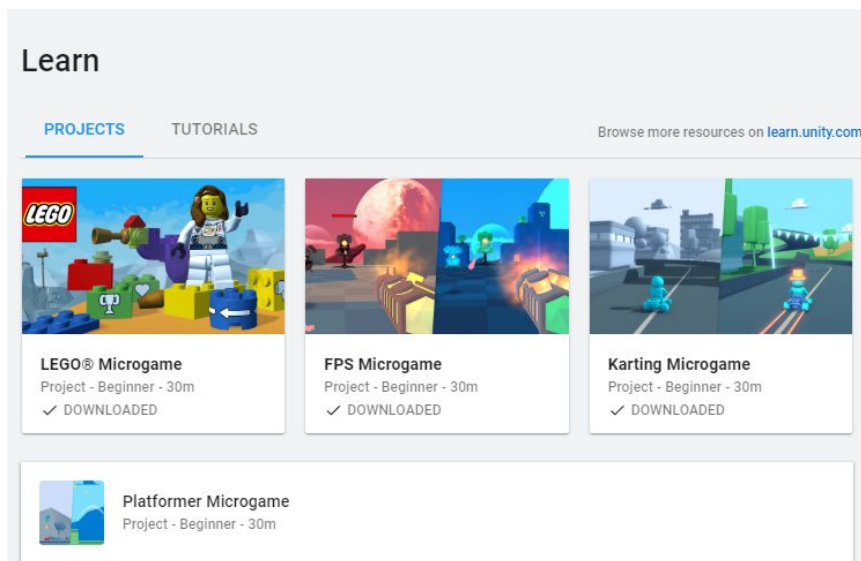 Learn
PROJECTS
TUTORIALS
Browse more resources on learn.unity.com
LEGO
LEGO® Microgame
Project - Beginner - 30m
DOWNLOADED
FPS Microgame
Project - Beginner - 30m
DOWNLOADED
Karting Microgame
Project - Beginner - 30m
DOWNLOADED
Platformer Microgame
Project - Beginner - 30m